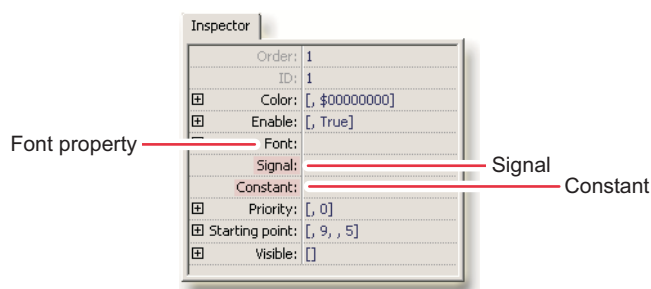 Inspector
Order: 1
ID: 1
Color: [, $00000000]
Enable: [, True]
Font property
Font:
Signal:
Signal
Constant:
Constant
Priority: [, 0]
Starting point: [, 9, , 5]
Visible: []